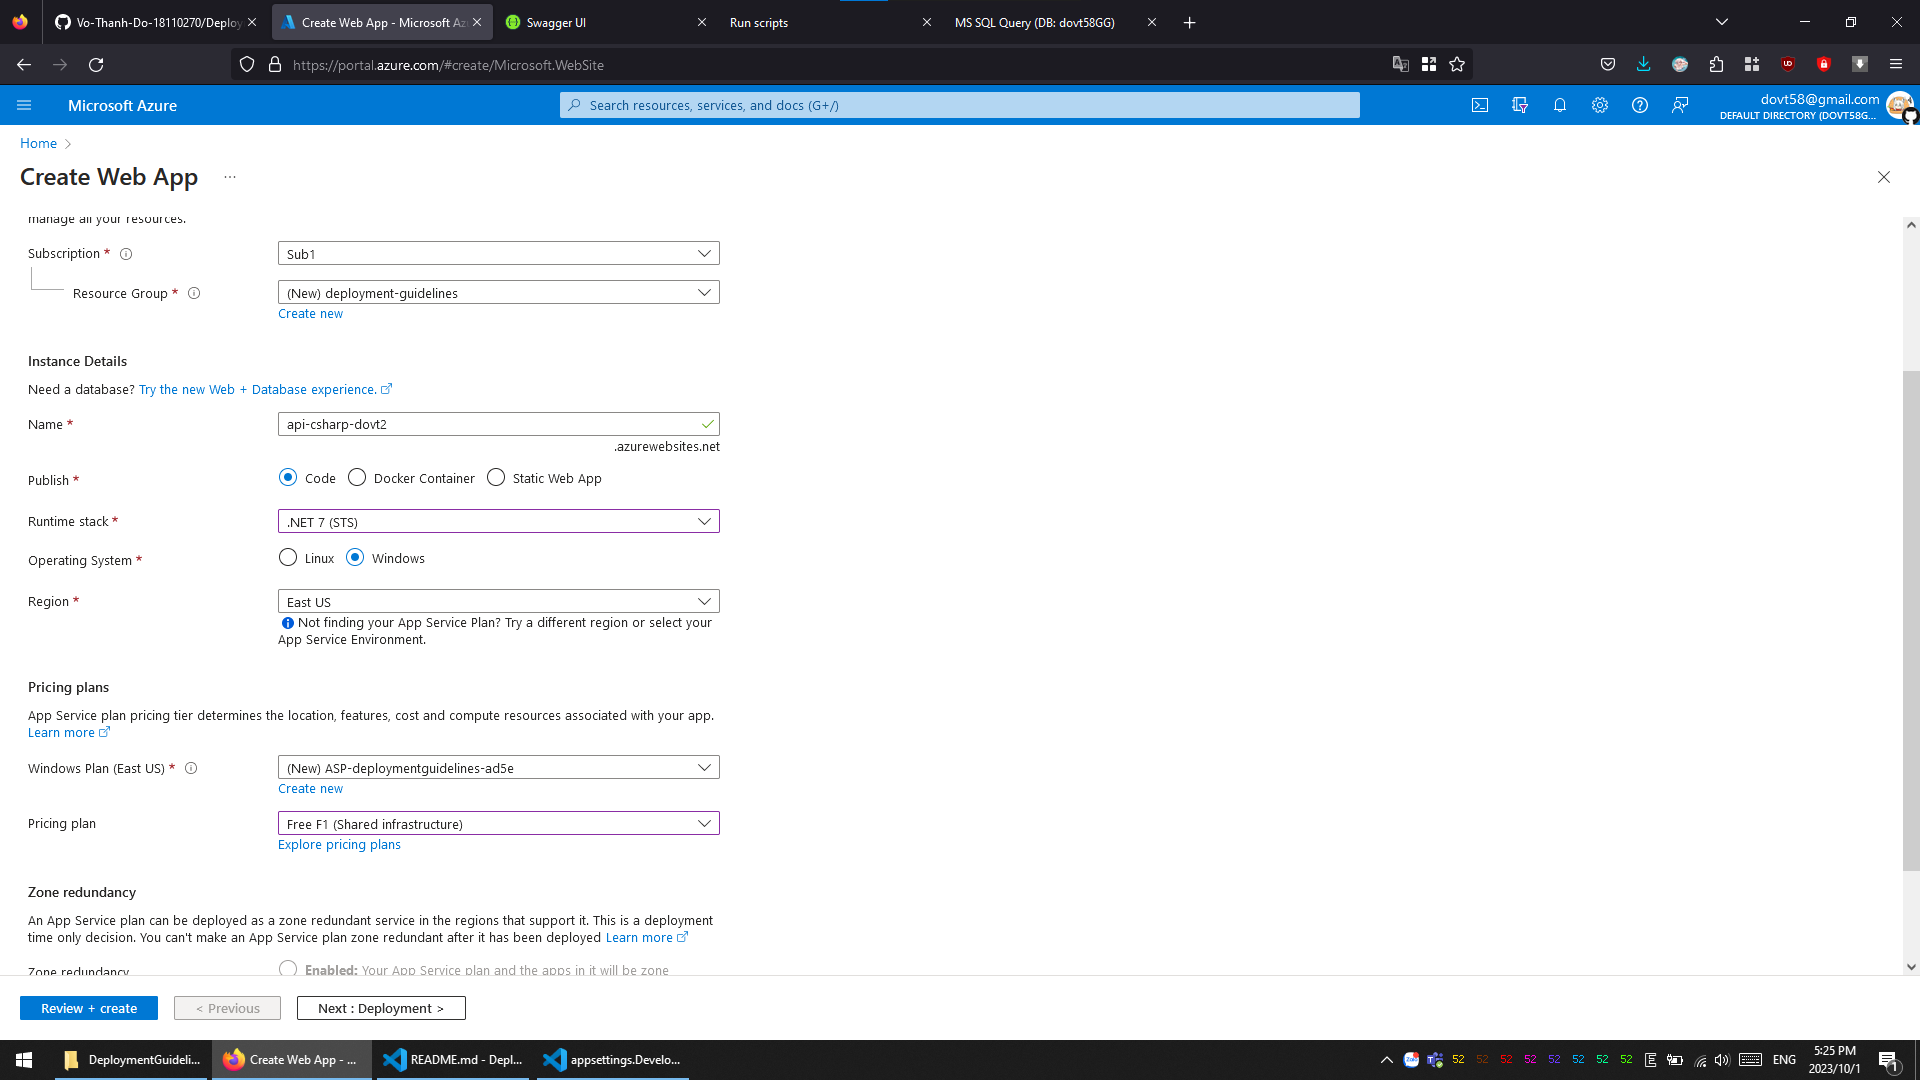 Vo-Thanh-Do-18110270/Deploy
Create Web App - Microsoft Az
Swagger UI
Run scripts
MS SQL Query (DB: dovt58GG)
https://portal.azure.com/#create/Microsoft.WebSite
Microsoft Azure
Search resources, services, and docs (G+/)
dovt58@gmail.com
DEFAULT DIRECTORY (DOVT58G...
Home
Create Web App
...
manage all your resources.
Subscription *
Sub1
Resource Group *
(New) deployment-guidelines
Create new
Instance Details
Need a database? Try the new Web + Database experience.
Name *
api-csharp-dovt2
.azurewebsites.net
Publish *
Code
Docker Container
Static Web App
Runtime stack *
.NET 7 (STS)
Operating System *
Linux
Windows
Region *
East US
Not finding your App Service Plan? Try a different region or select your
App Service Environment.
Pricing plans
App Service plan pricing tier determines the location, features, cost and compute resources associated with your app.
Learn more
Windows Plan (East US) *
(New) ASP-deploymentguidelines-ad5e
Create new
Pricing plan
Free F1 (Shared infrastructure)
Explore pricing plans
Zone redundancy
An App Service plan can be deployed as a zone redundant service in the regions that support it. This is a deployment
time only decision. You can't make an App Service plan zone redundant after it has been deployed Learn more
Zone redundancy
Enabled: Your App Service plan and the apps in it will be zone
Review + create
< Previous
Next : Deployment >
DeploymentGuideli...
Create Web App - ...
README.md - Depl...
appsettings.Develo...
52 52 52 52 52 52 52 52
ENG
5:25 PM
2023/10/1
1